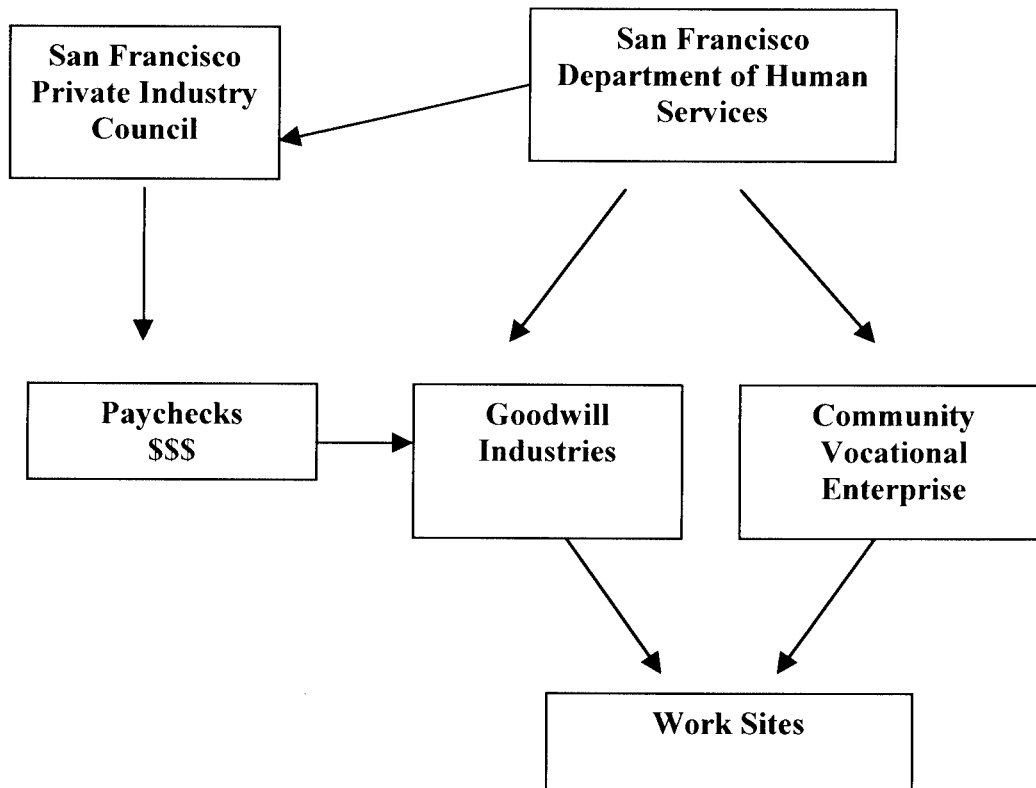 San Francisco
Private Industry
Council
San Francisco
Department of Human
Services
Paychecks
$$$
Goodwill
Industries
Community
Vocational
Enterprise
Work Sites